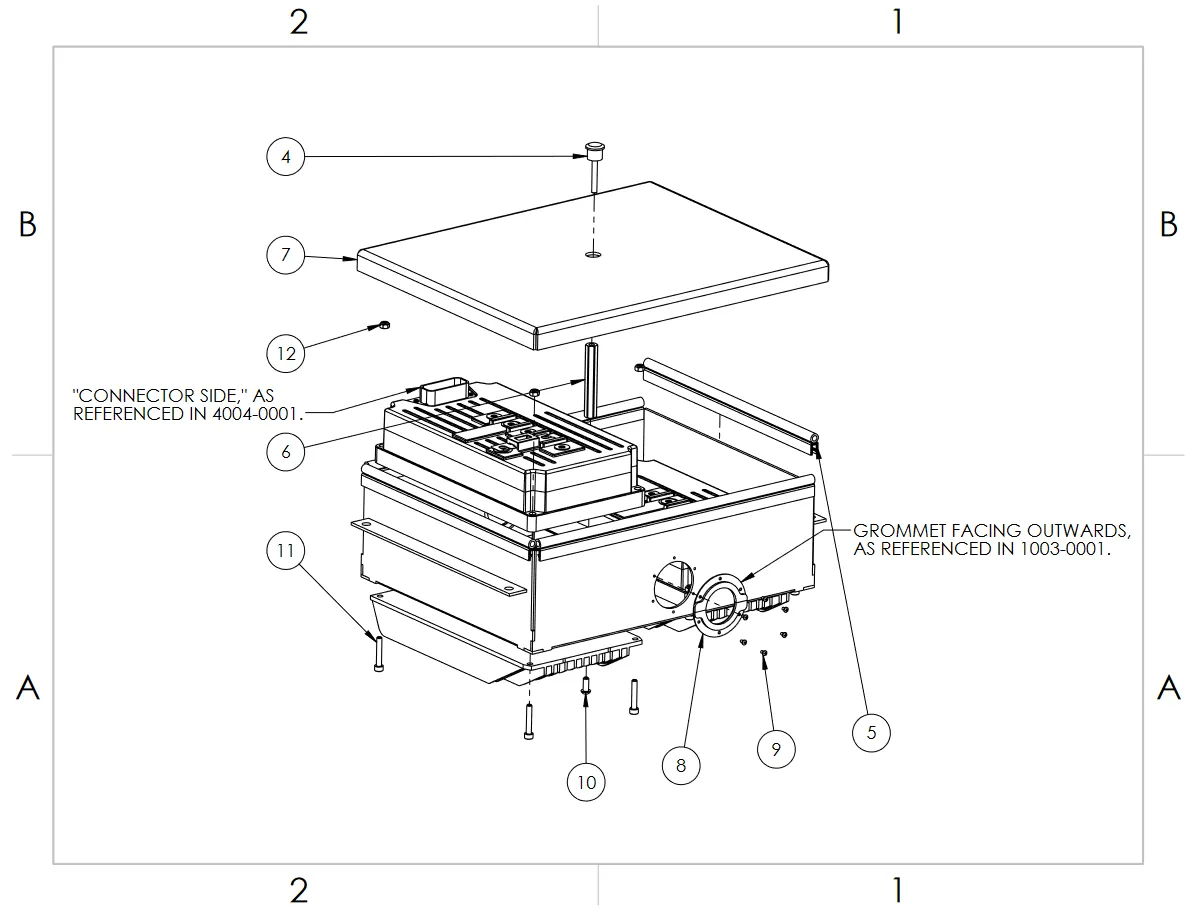 2 1
4
B B
7
12
"CONNECTOR SIDE," AS
REFERENCED IN 4004-0001.
6
GROMMET FACING OUTWARDS,
AS REFERENCED IN 1003-0001.
11
A A
5
9
8
10
2 1